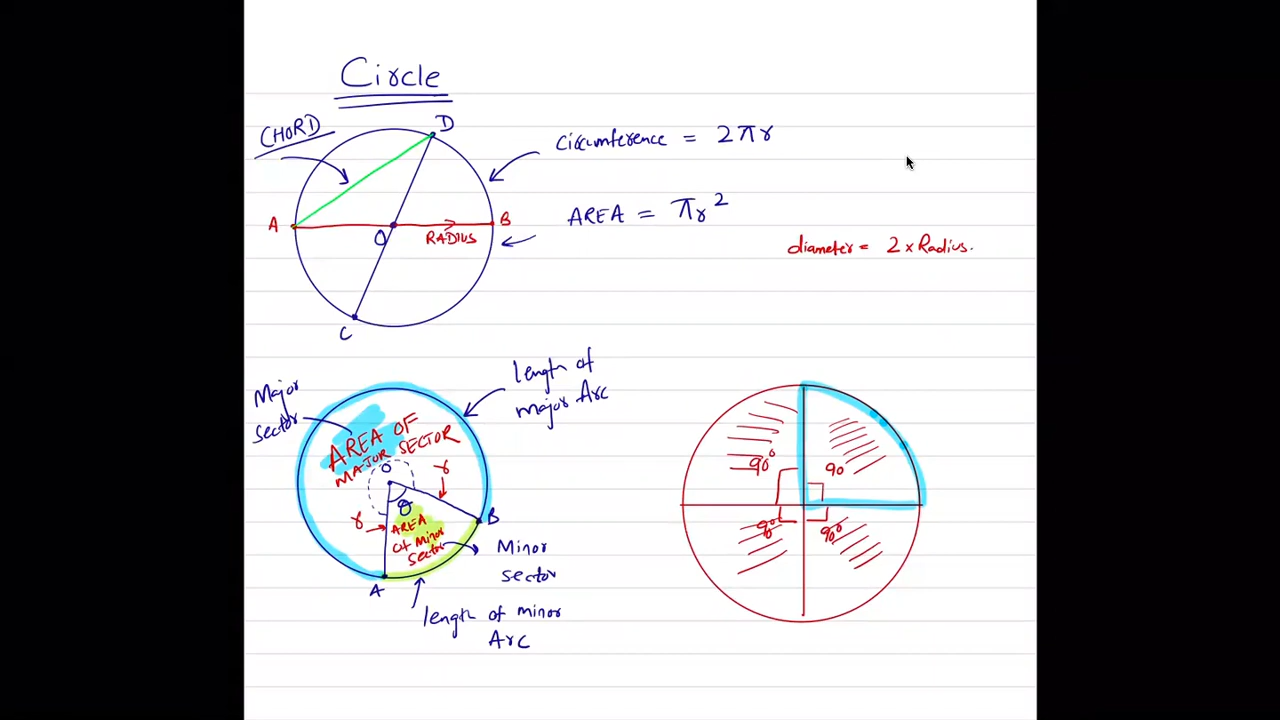 Circle
CHORD
D
A
O
RADIUS
B
C
circumference = 2πr
AREA = πr²
diameter = 2 × Radius.
Major
sector
length of
major Arc
AREA OF
MAJOR SECTOR
O
r
θ
r
AREA
of Minor
Sector
B
A
Minor
sector
length of minor
Arc
90°
90
90°
90°